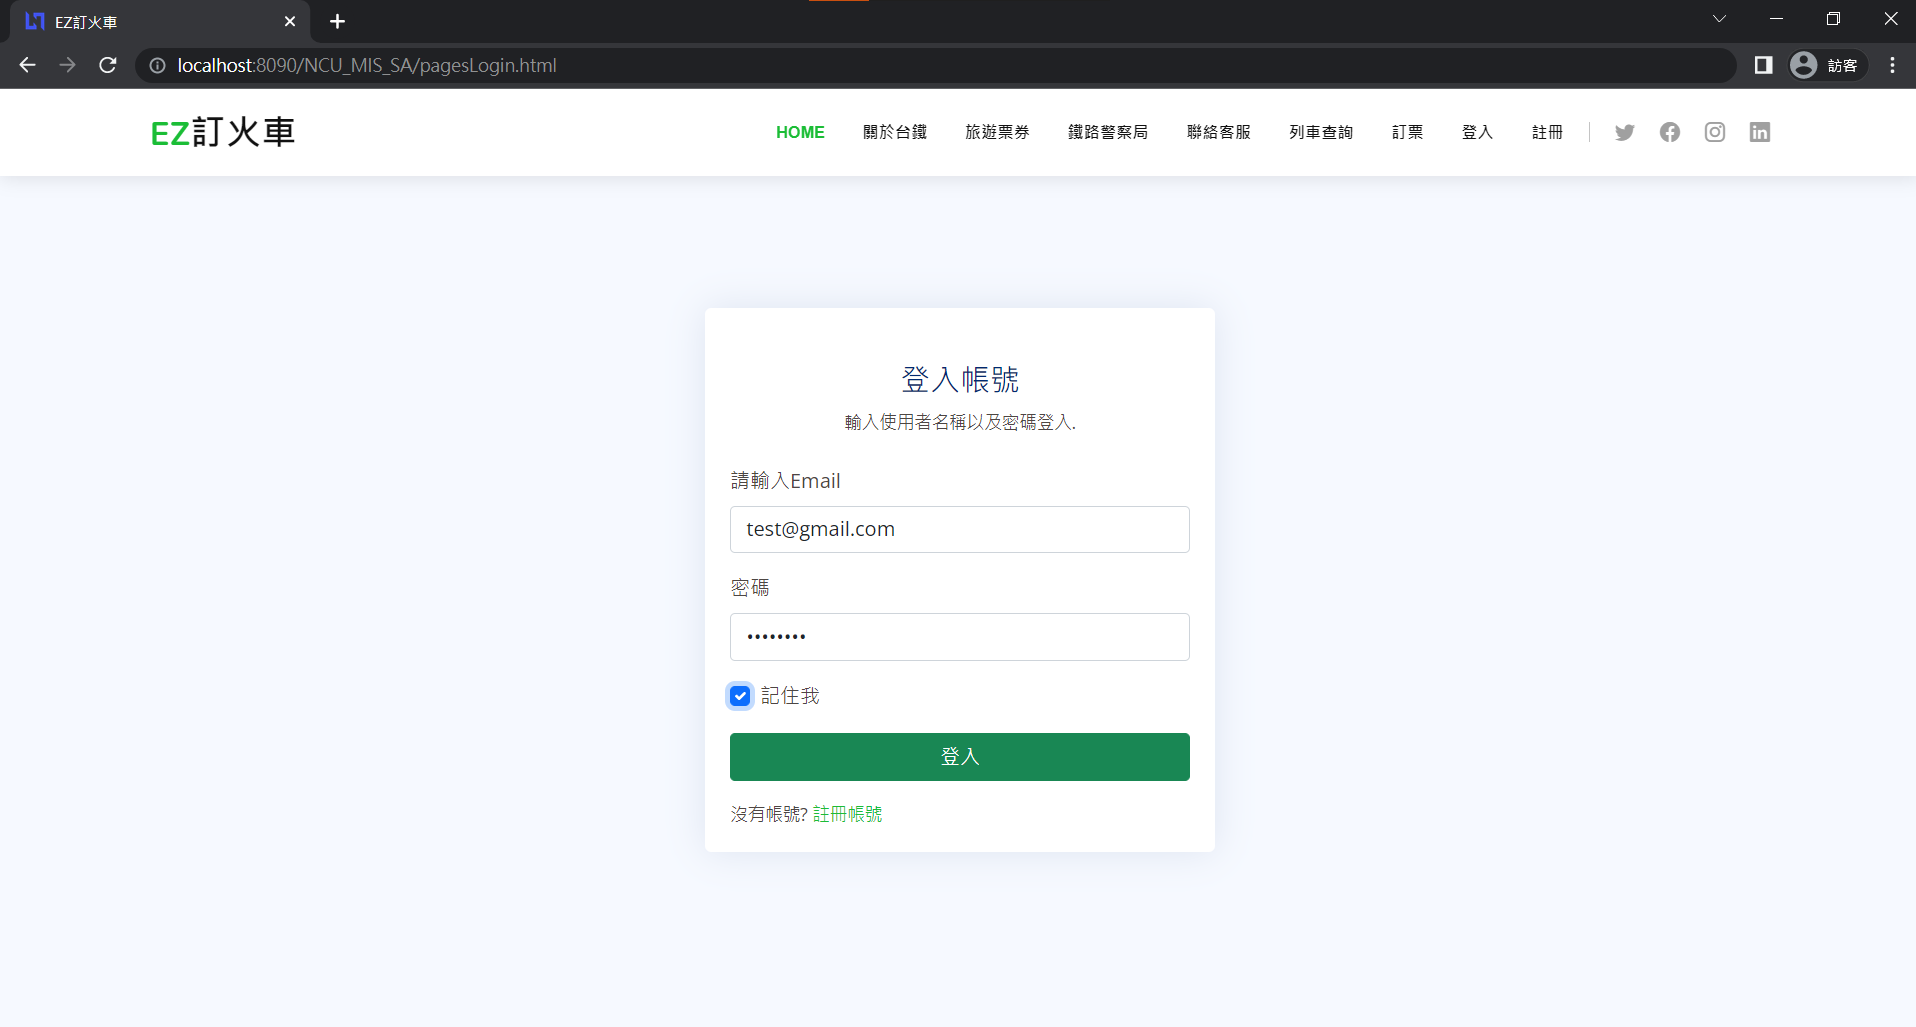 EZ訂火車
localhost:8090/NCU_MIS_SA/pagesLogin.html
訪客
EZ訂火車
HOME 關於台鐵 旅遊票券 鐵路警察局 聯絡客服 列車查詢 訂票 登入 註冊
登入帳號
輸入使用者名稱以及密碼登入.
請輸入Email
test@gmail.com
密碼
••••••••
記住我
登入
沒有帳號? 註冊帳號